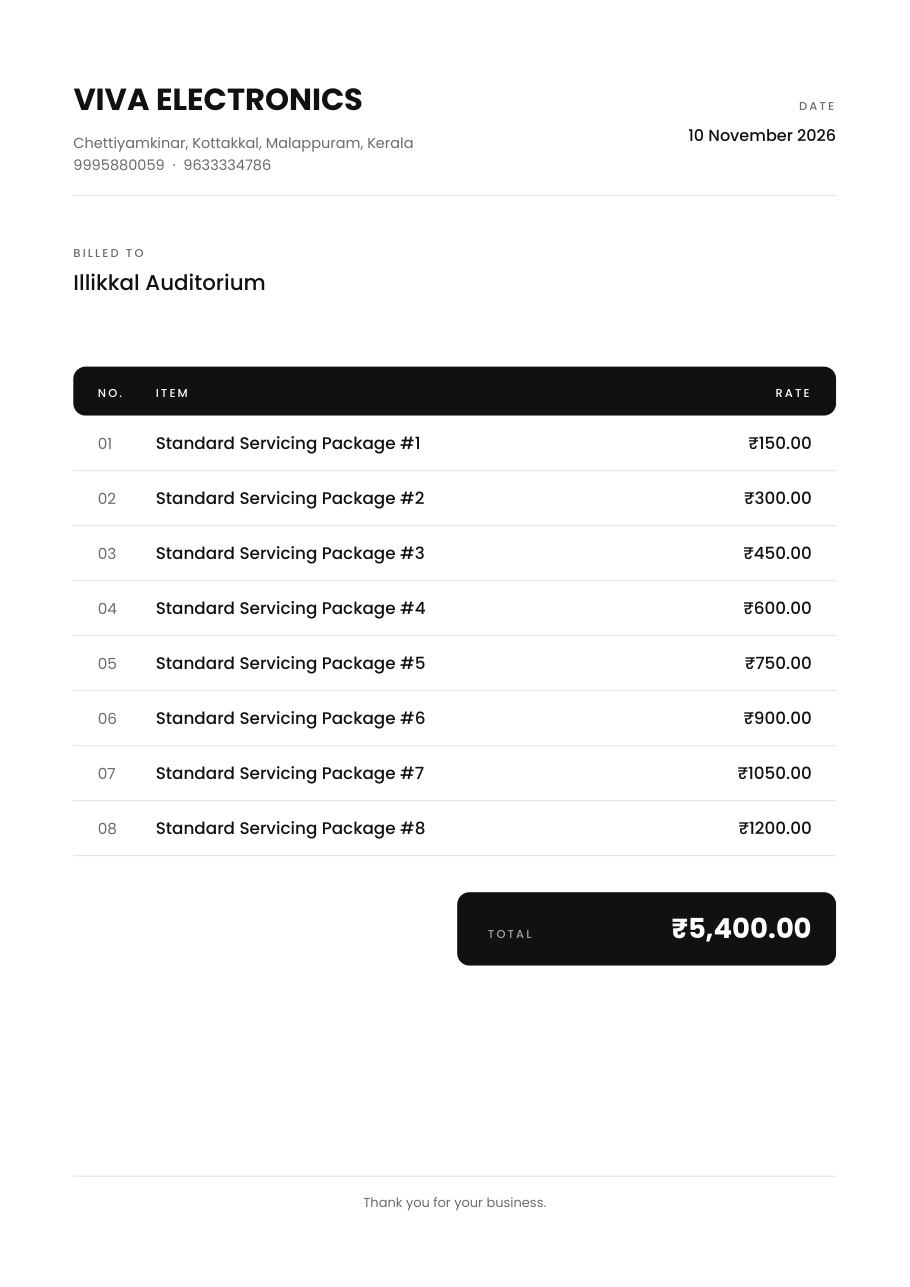 VIVA ELECTRONICS
Chettiyamkinar, Kottakkal, Malappuram, Kerala
9995880059 · 9633334786
DATE
10 November 2026
BILLED TO
Illikkal Auditorium
NO. ITEM RATE
01 Standard Servicing Package #1 ₹150.00
02 Standard Servicing Package #2 ₹300.00
03 Standard Servicing Package #3 ₹450.00
04 Standard Servicing Package #4 ₹600.00
05 Standard Servicing Package #5 ₹750.00
06 Standard Servicing Package #6 ₹900.00
07 Standard Servicing Package #7 ₹1050.00
08 Standard Servicing Package #8 ₹1200.00
TOTAL ₹5,400.00
Thank you for your business.